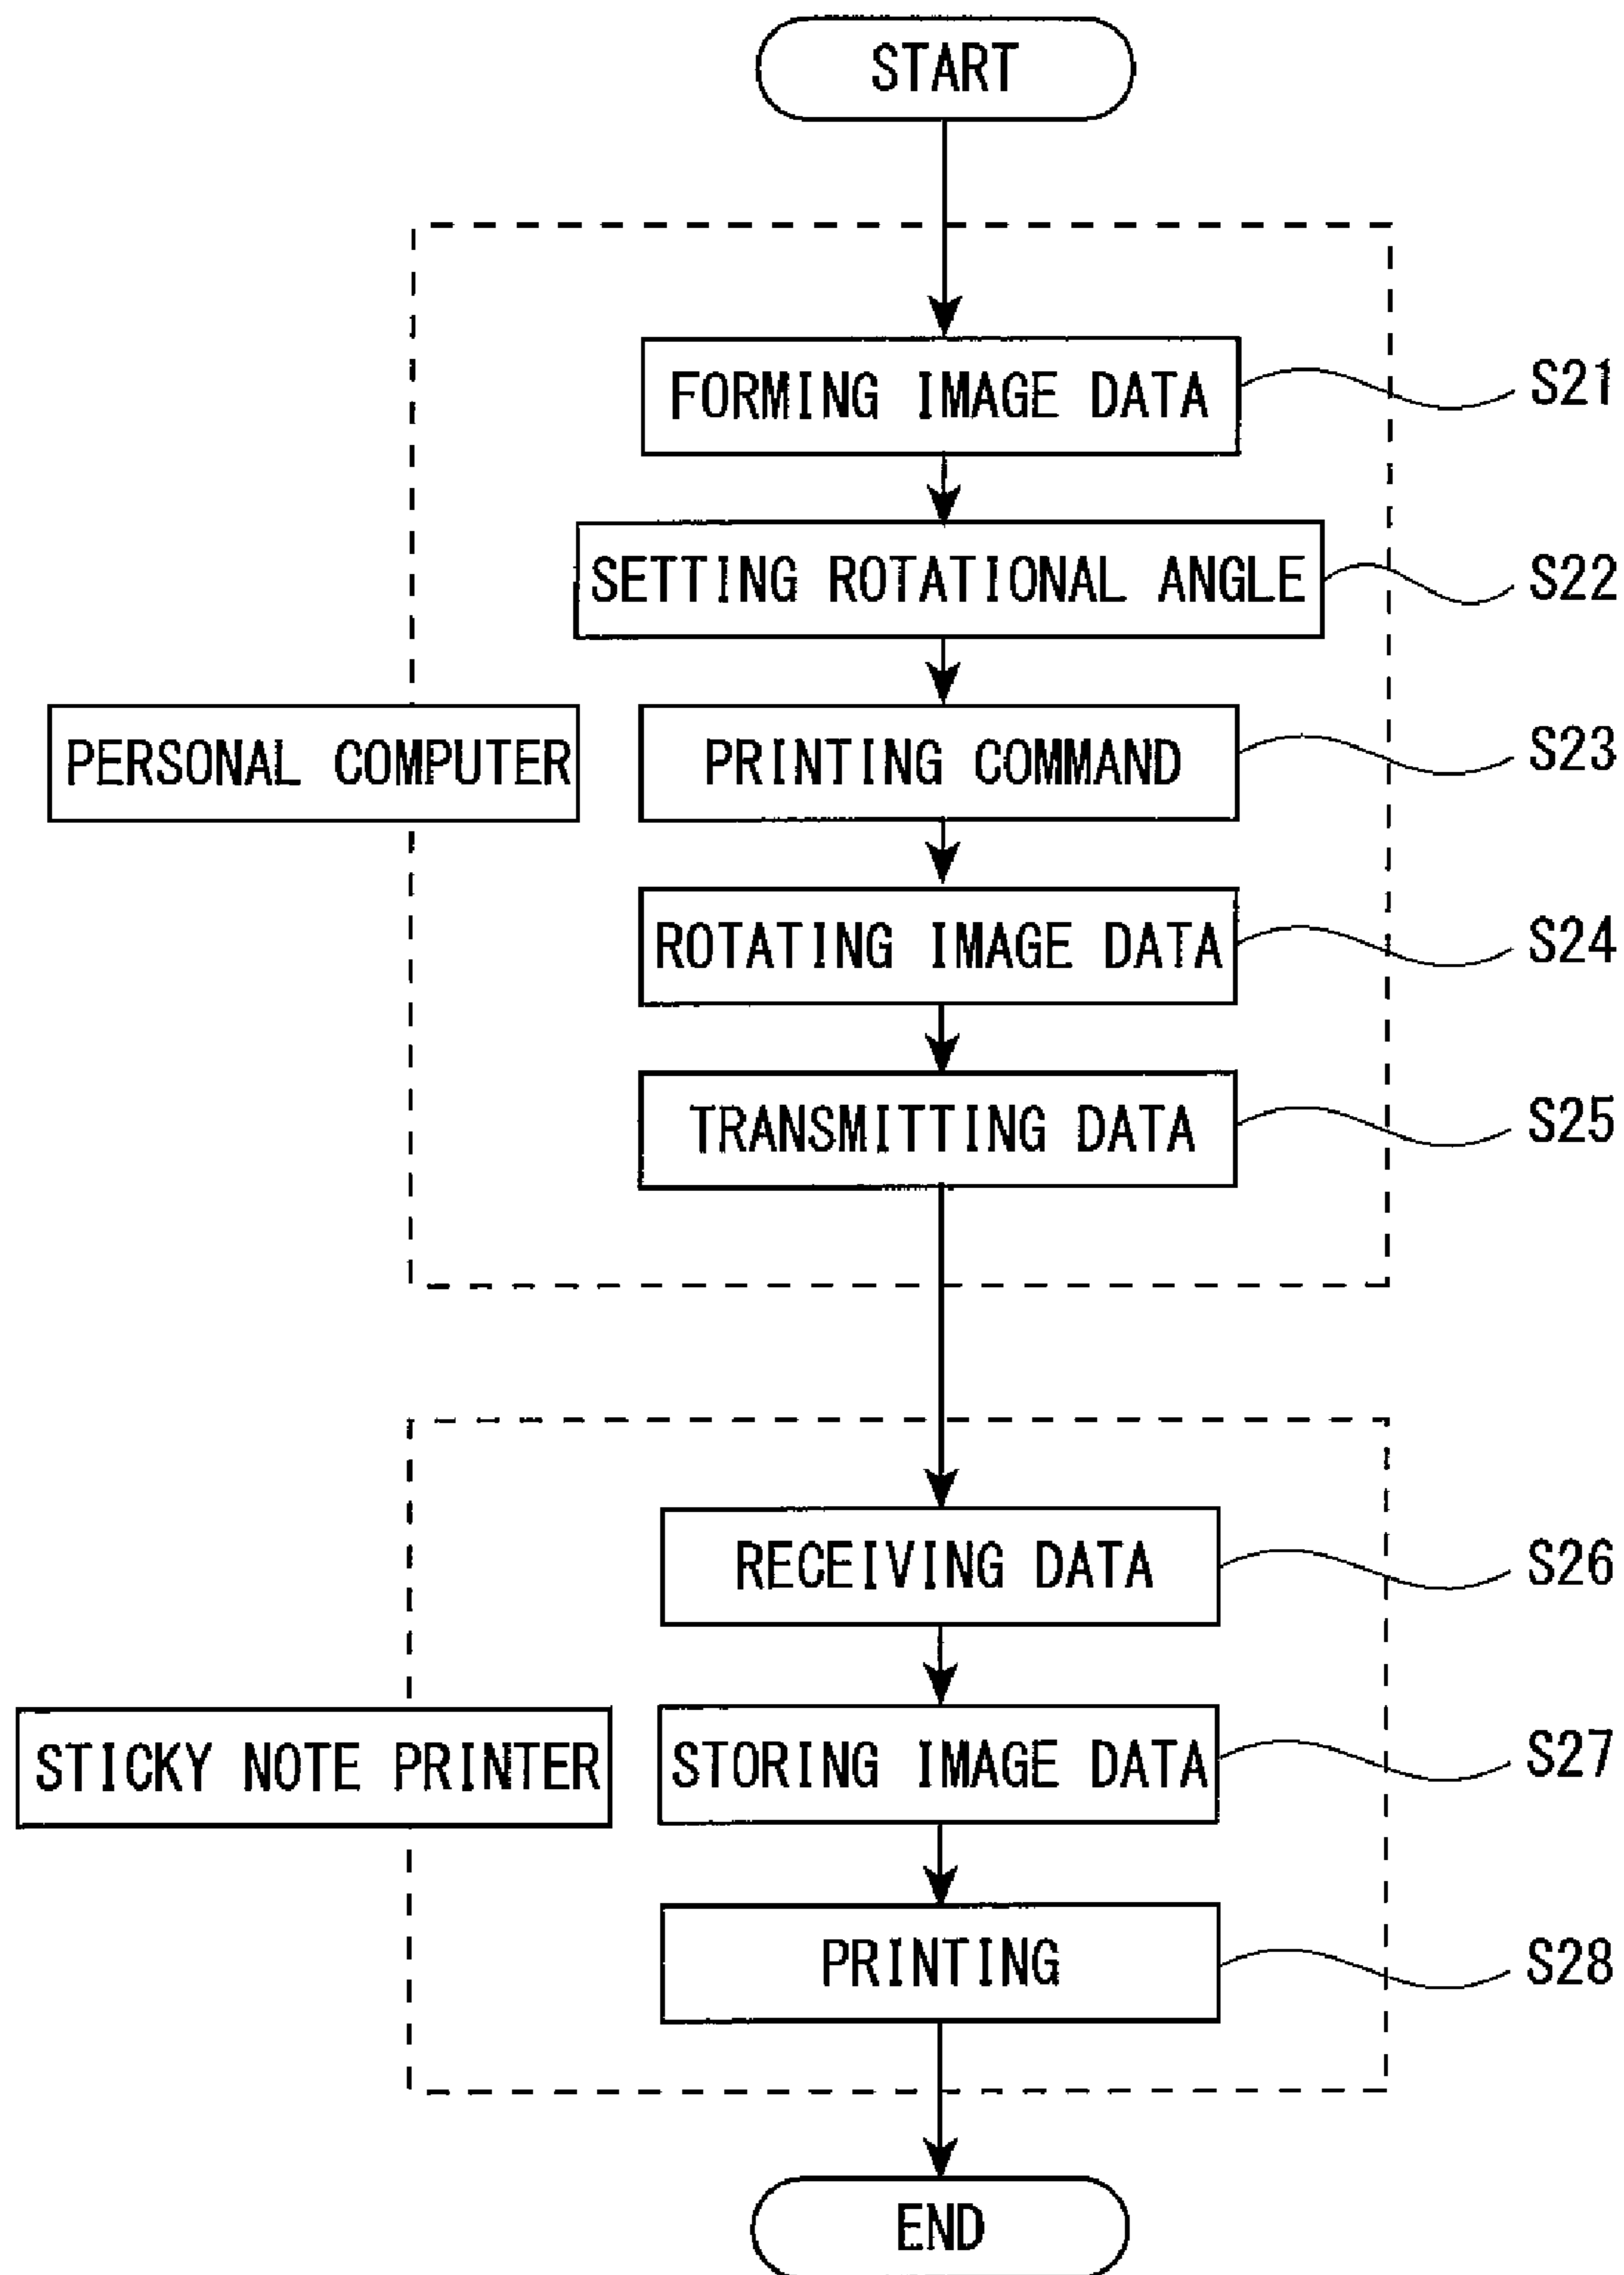 START
FORMING IMAGE DATA
S21
SETTING ROTATIONAL ANGLE
S22
PERSONAL COMPUTER
PRINTING COMMAND
S23
ROTATING IMAGE DATA
S24
TRANSMITTING DATA
S25
RECEIVING DATA
S26
STICKY NOTE PRINTER
STORING IMAGE DATA
S27
PRINTING
S28
END